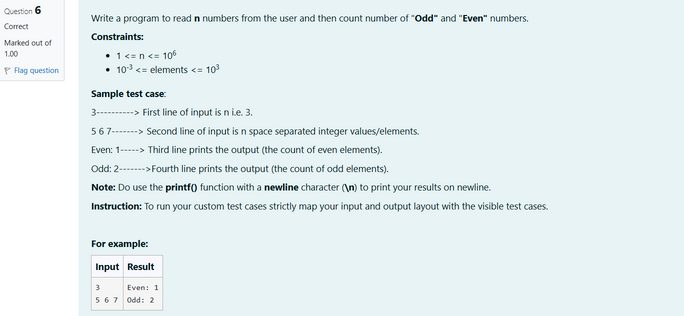 Question 6
Correct
Marked out of
1.00
Flag question
Write a program to read n numbers from the user and then count number of "Odd" and "Even" numbers.
Constraints:
• 1 <= n <= 10⁶
• 10⁻³ <= elements <= 10³
Sample test case:
3----------> First line of input is n i.e. 3.
5 6 7-------> Second line of input is n space separated integer values/elements.
Even: 1-----> Third line prints the output (the count of even elements).
Odd: 2------->Fourth line prints the output (the count of odd elements).
Note: Do use the printf() function with a newline character (\n) to print your results on newline.
Instruction: To run your custom test cases strictly map your input and output layout with the visible test cases.
For example:
Input Result
3 Even: 1
5 6 7 Odd: 2